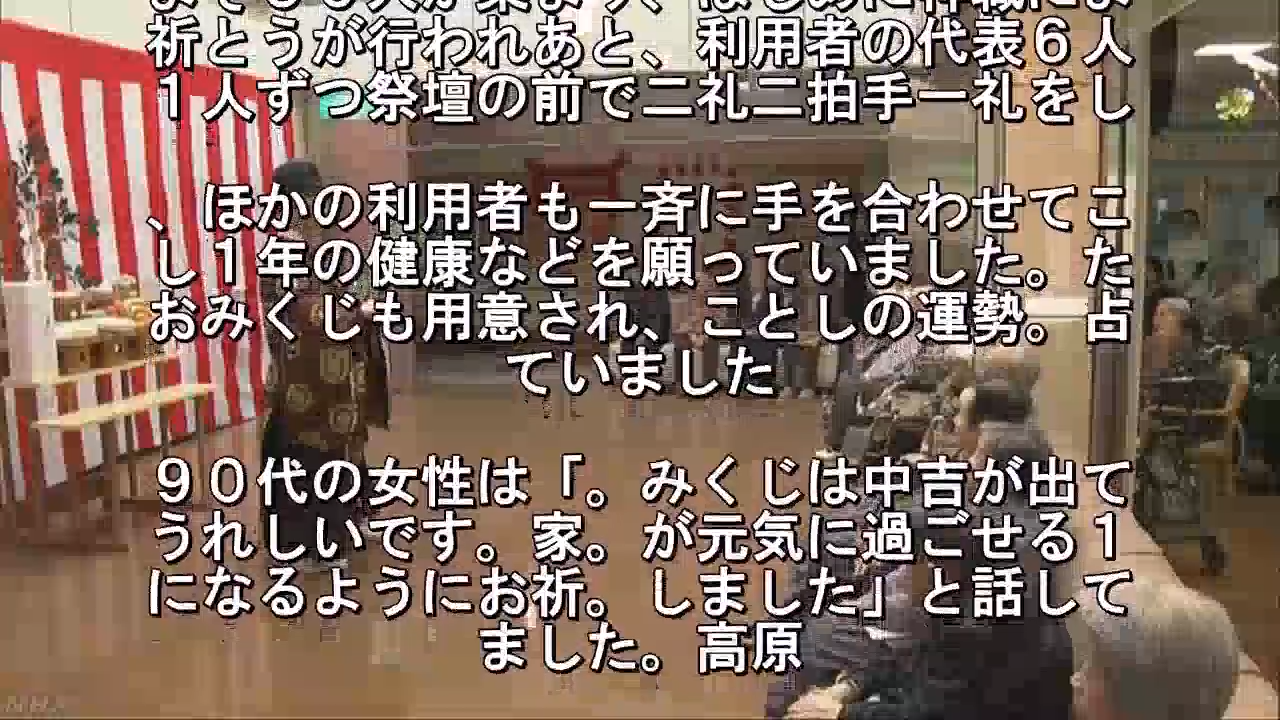 祈とうが行われあと、利用者の代表６人
１人ずつ祭壇の前で二礼二拍手一礼をし
、ほかの利用者も一斉に手を合わせてこ
し１年の健康などを願っていました。た
おみくじも用意され、ことしの運勢。占
ていました
９０代の女性は「。みくじは中吉が出て
うれしいです。家。が元気に過ごせる１
になるようにお祈。しました」と話して
ました。高原